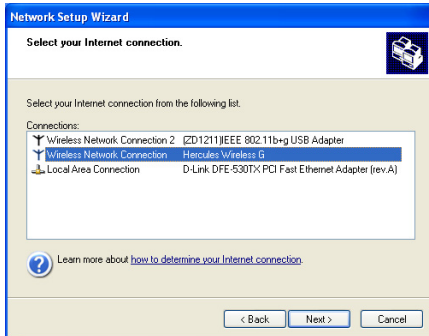 Network Setup Wizard
Select your Internet connection.
Select your Internet connection from the following list.
Connections:
Wireless Network Connection 2 (ZD1211)IEEE 802.11b+g USB Adapter
Wireless Network Connection Hercules Wireless G
Local Area Connection D-Link DFE-530TX PCI Fast Ethernet Adapter (rev.A)
Learn more about how to determine your Internet connection.
< Back Next > Cancel